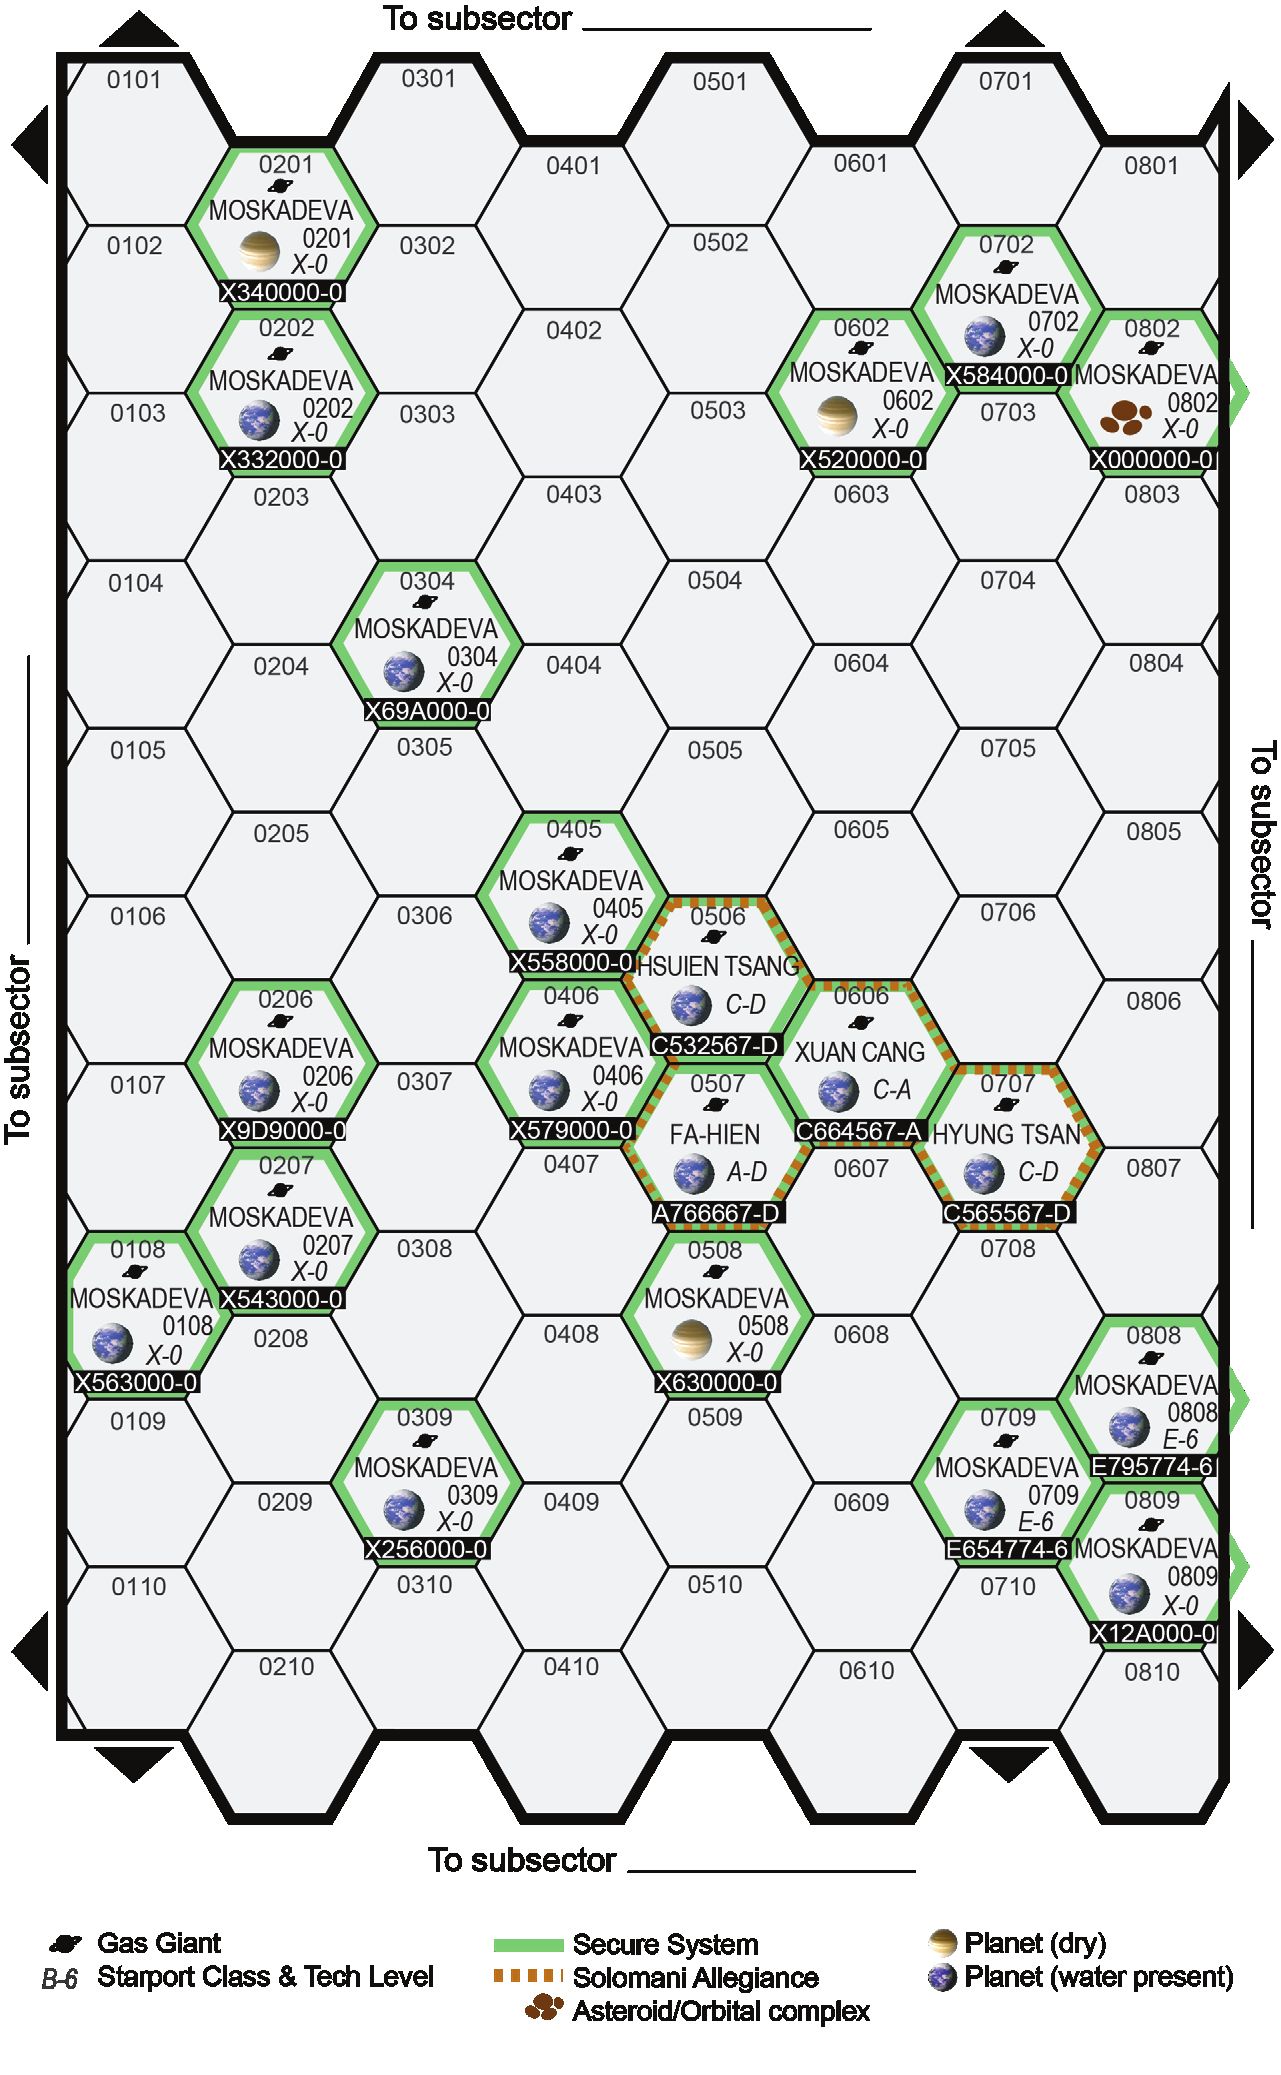 To subsector
0101
0301
0501
0701
0201
MOSKADEVA
0201
X-0
X340000-0
0401
0601
0801
0102
0302
0502
0702
MOSKADEVA
0702
X-0
X584000-0
0202
MOSKADEVA
0202
X-0
X332000-0
0402
0602
MOSKADEVA
0602
X-0
X520000-0
0802
MOSKADEVA
0802
X-0
X000000-0
0103
0303
0503
0703
0203
0403
0603
0803
0104
0304
MOSKADEVA
0304
X-0
X69A000-0
0504
0704
0204
0404
0604
0804
0105
0305
0505
0705
0205
0405
MOSKADEVA
0405
X-0
X558000-0
0605
0805
0106
0306
0506
HSUIEN TSANG
C-D
C532567-D
0706
0206
MOSKADEVA
0206
X-0
X9D9000-0
0406
MOSKADEVA
0406
X-0
X579000-0
0606
XUAN CANG
C-A
C664567-A
0806
0107
0307
0507
FA-HIEN
A-D
A766667-D
0707
HYUNG TSAN
C-D
C565567-D
0207
MOSKADEVA
0207
X-0
X543000-0
0407
0607
0807
0108
MOSKADEVA
0108
X-0
X563000-0
0308
0508
MOSKADEVA
0508
X-0
X630000-0
0708
0208
0408
0608
0808
MOSKADEVA
0808
E-6
E795774-6
0109
0309
MOSKADEVA
0309
X-0
X256000-0
0509
0709
MOSKADEVA
0709
E-6
E654774-6
0209
0409
0609
0809
MOSKADEVA
0809
X-0
X12A000-0
0110
0310
0510
0710
0210
0410
0610
0810
To subsector
To subsector
To subsector
Gas Giant
B-6 Starport Class & Tech Level
Secure System
Solomani Allegiance
Asteroid/Orbital complex
Planet (dry)
Planet (water present)